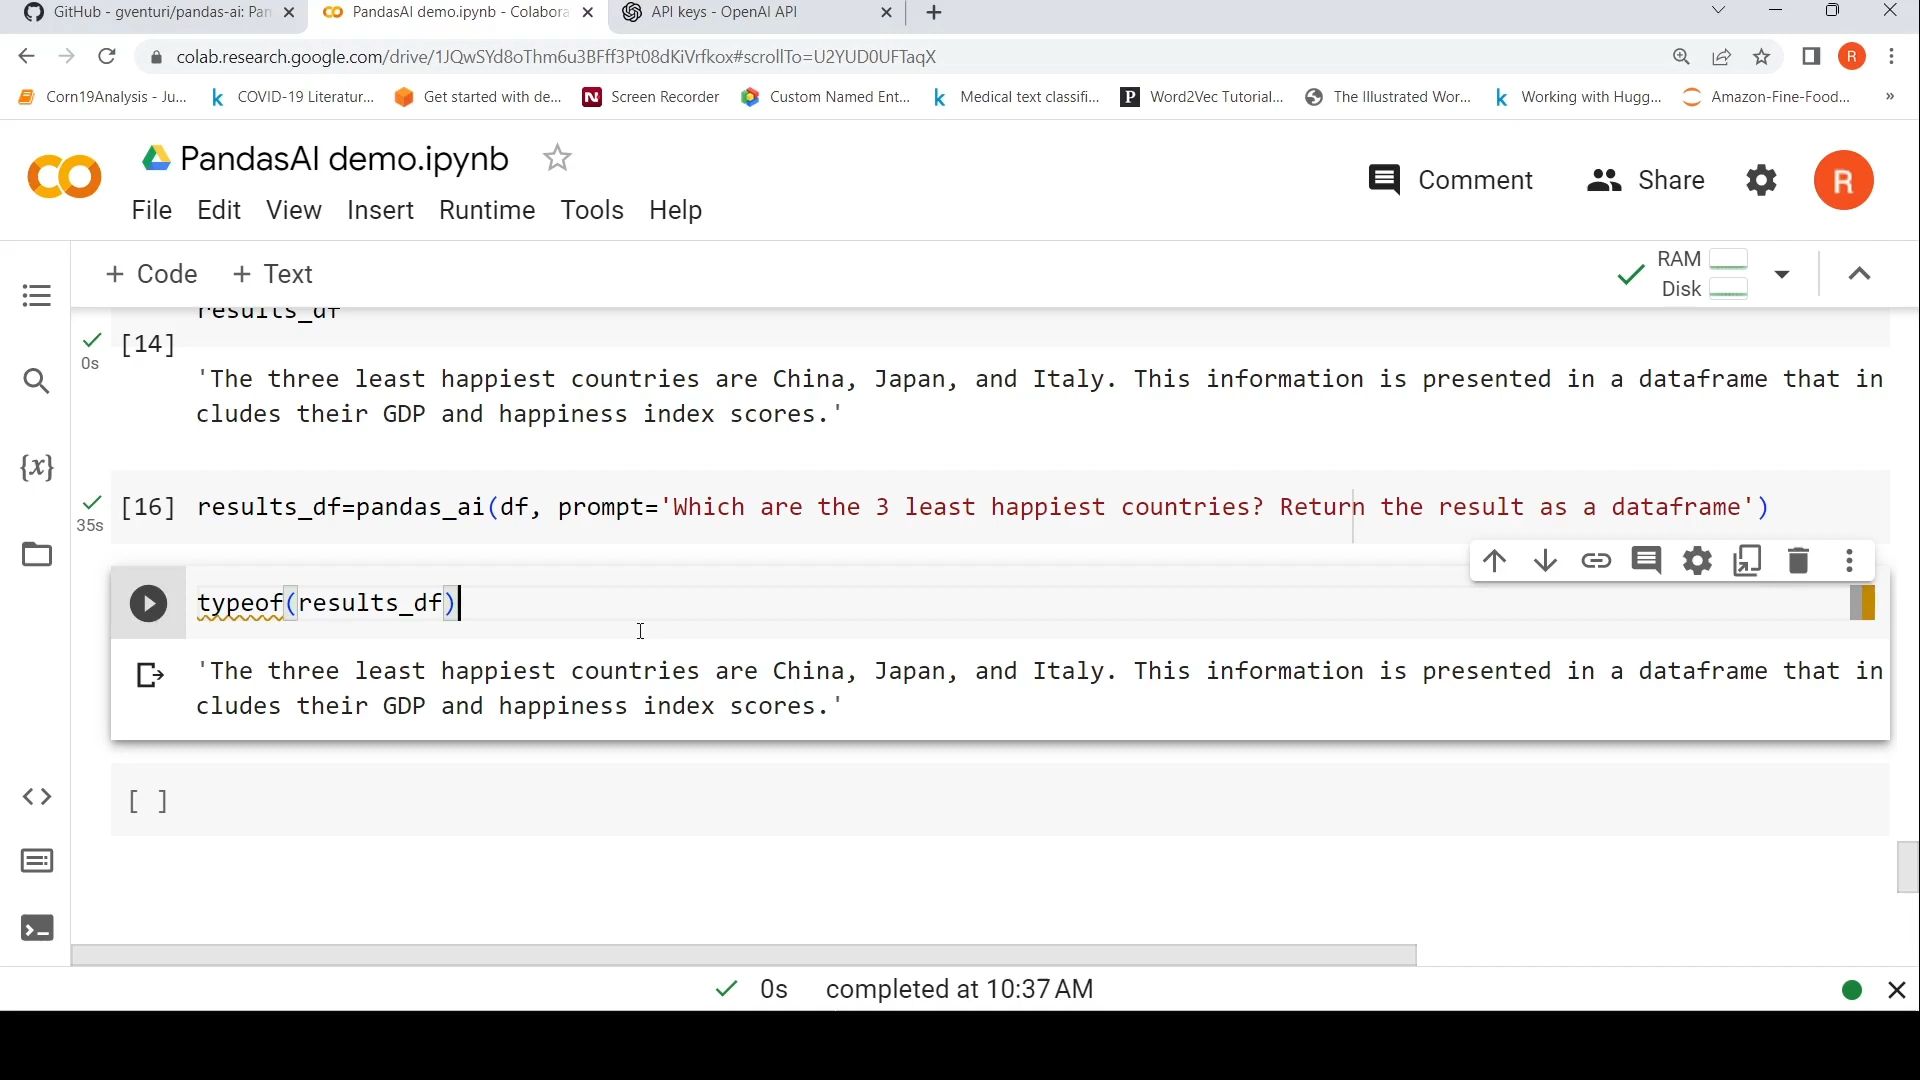 GitHub - gventuri/pandas-ai: Pan
PandasAI demo.ipynb - Colabora
API keys - OpenAI API
colab.research.google.com/drive/1JQwSYd8oThm6u3BFff3Pt08dKiVrfkox#scrollTo=U2YUD0UFTaqX
R
Corn19Analysis - Ju...
COVID-19 Literatur...
Get started with de...
N Screen Recorder
Custom Named Ent...
Medical text classifi...
P Word2Vec Tutorial...
The Illustrated Wor...
Working with Hugg...
Amazon-Fine-Food...
»
PandasAI demo.ipynb
Comment
Share
R
File Edit View Insert Runtime Tools Help
+ Code + Text
RAM
Disk
results_df
[14]
0s
'The three least happiest countries are China, Japan, and Italy. This information is presented in a dataframe that in
cludes their GDP and happiness index scores.'
[16] results_df=pandas_ai(df, prompt='Which are the 3 least happiest countries? Return the result as a dataframe')
35s
{x}
typeof(results_df)
'The three least happiest countries are China, Japan, and Italy. This information is presented in a dataframe that in
cludes their GDP and happiness index scores.'
[ ]
0s completed at 10:37 AM